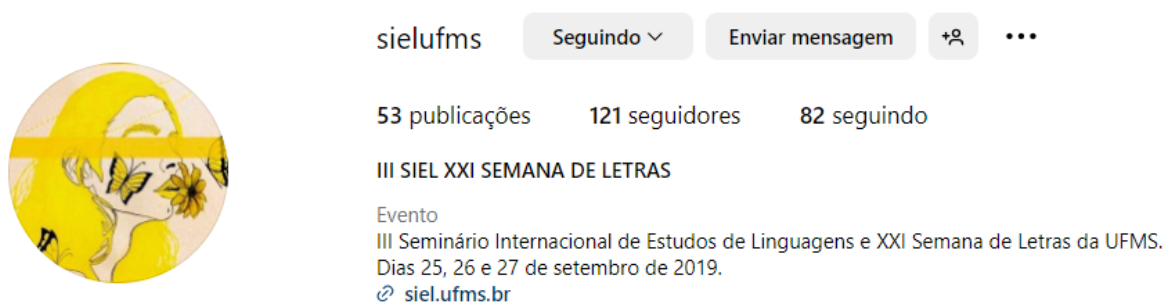 sielufms Seguindo Enviar mensagem
53 publicações 121 seguidores 82 seguindo
III SIEL XXI SEMANA DE LETRAS
Evento
III Seminário Internacional de Estudos de Linguagens e XXI Semana de Letras da UFMS.
Dias 25, 26 e 27 de setembro de 2019.
siel.ufms.br